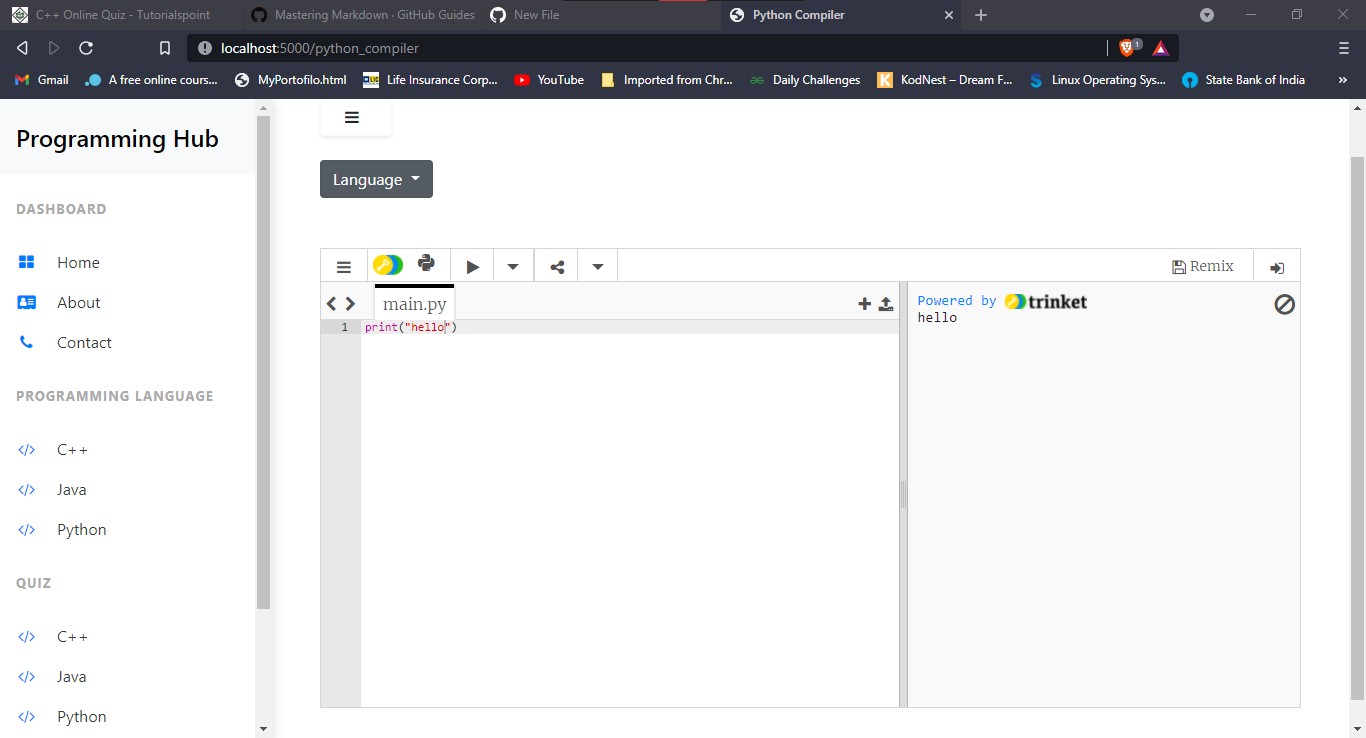 C++ Online Quiz - Tutorialspoint
Mastering Markdown · GitHub Guides
New File
Python Compiler
localhost:5000/python_compiler
1
Gmail
A free online cours...
MyPortofilo.html
Life Insurance Corp...
YouTube
Imported from Chr...
Daily Challenges
KodNest – Dream F...
Linux Operating Sys...
State Bank of India
»
Programming Hub
DASHBOARD
Home
About
Contact
PROGRAMMING LANGUAGE
</> C++
</> Java
</> Python
QUIZ
</> C++
</> Java
</> Python
Language
Remix
main.py
1 print("hello")
Powered by trinket
hello